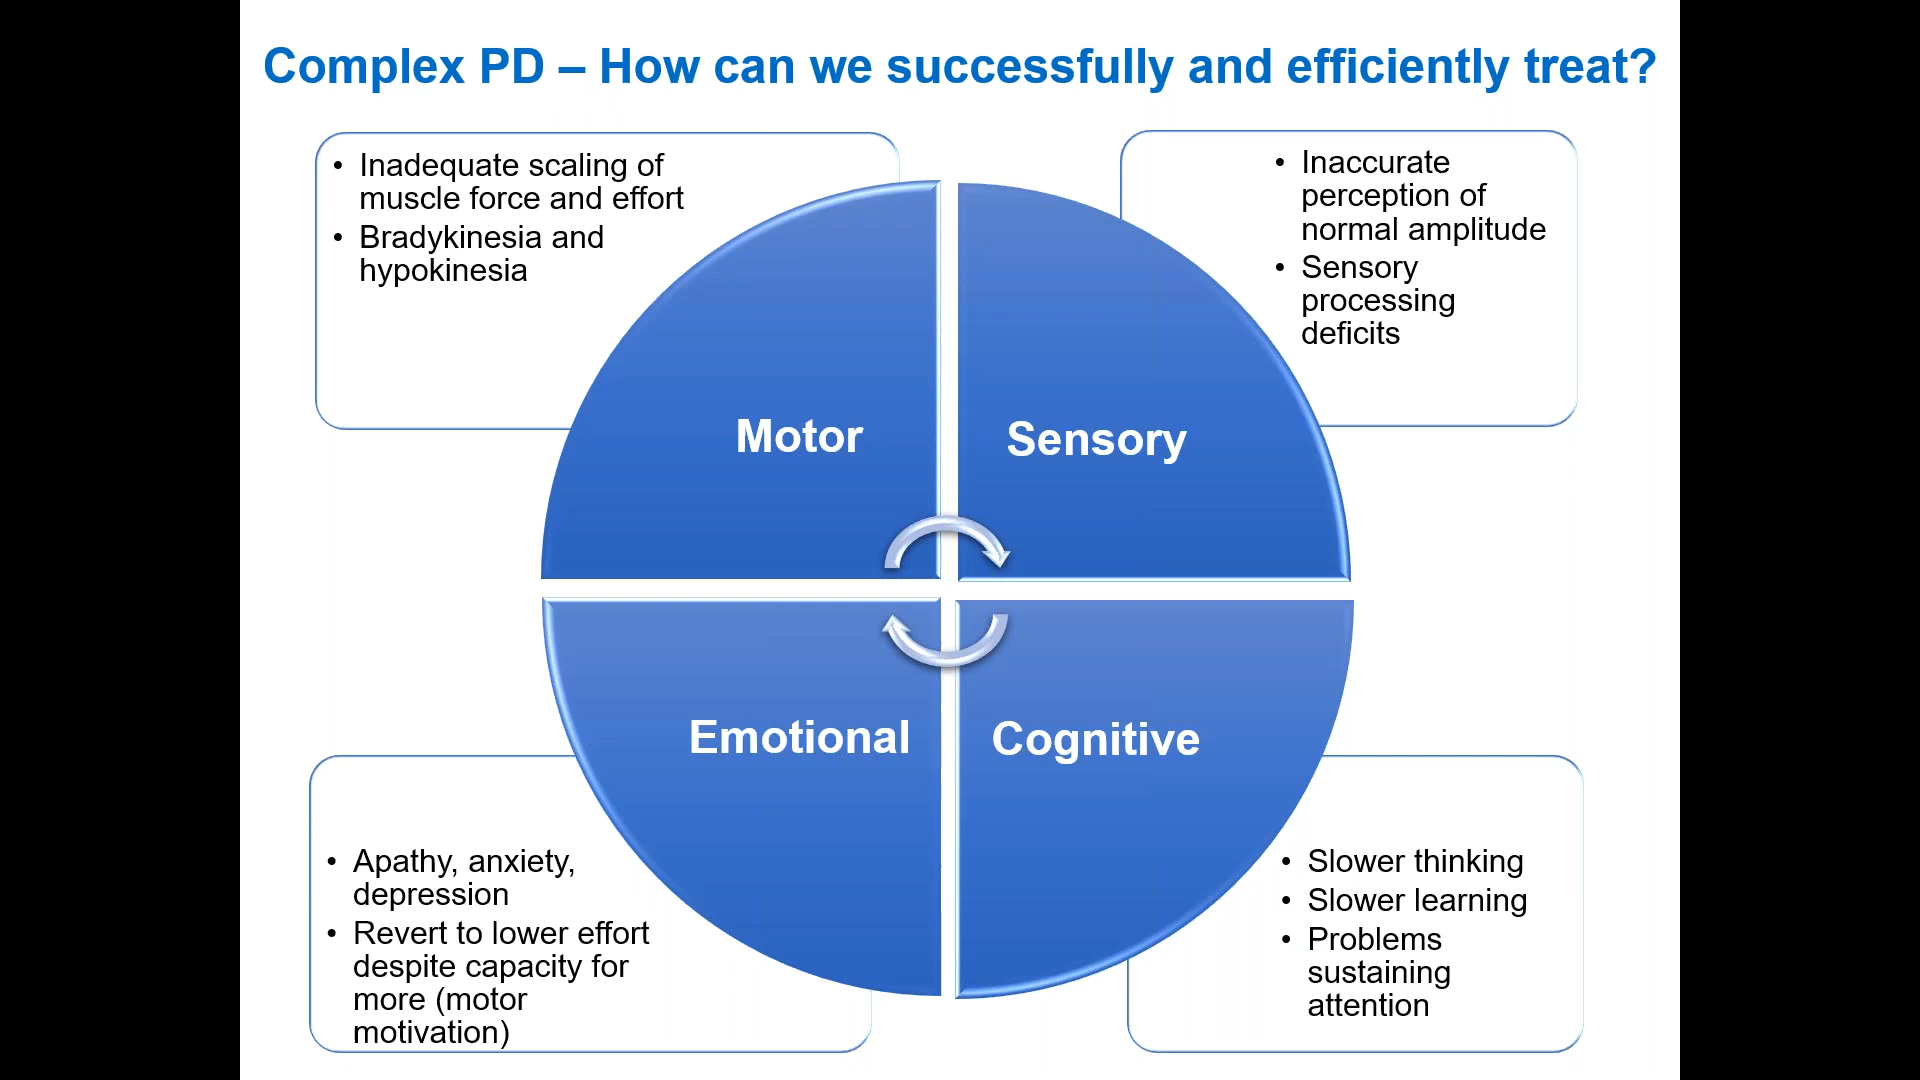 Complex PD – How can we successfully and efficiently treat?
• Inadequate scaling of
muscle force and effort
• Bradykinesia and
hypokinesia
• Inaccurate
perception of
normal amplitude
• Sensory
processing
deficits
Motor
Sensory
Emotional
Cognitive
• Apathy, anxiety,
depression
• Revert to lower effort
despite capacity for
more (motor
motivation)
• Slower thinking
• Slower learning
• Problems
sustaining
attention